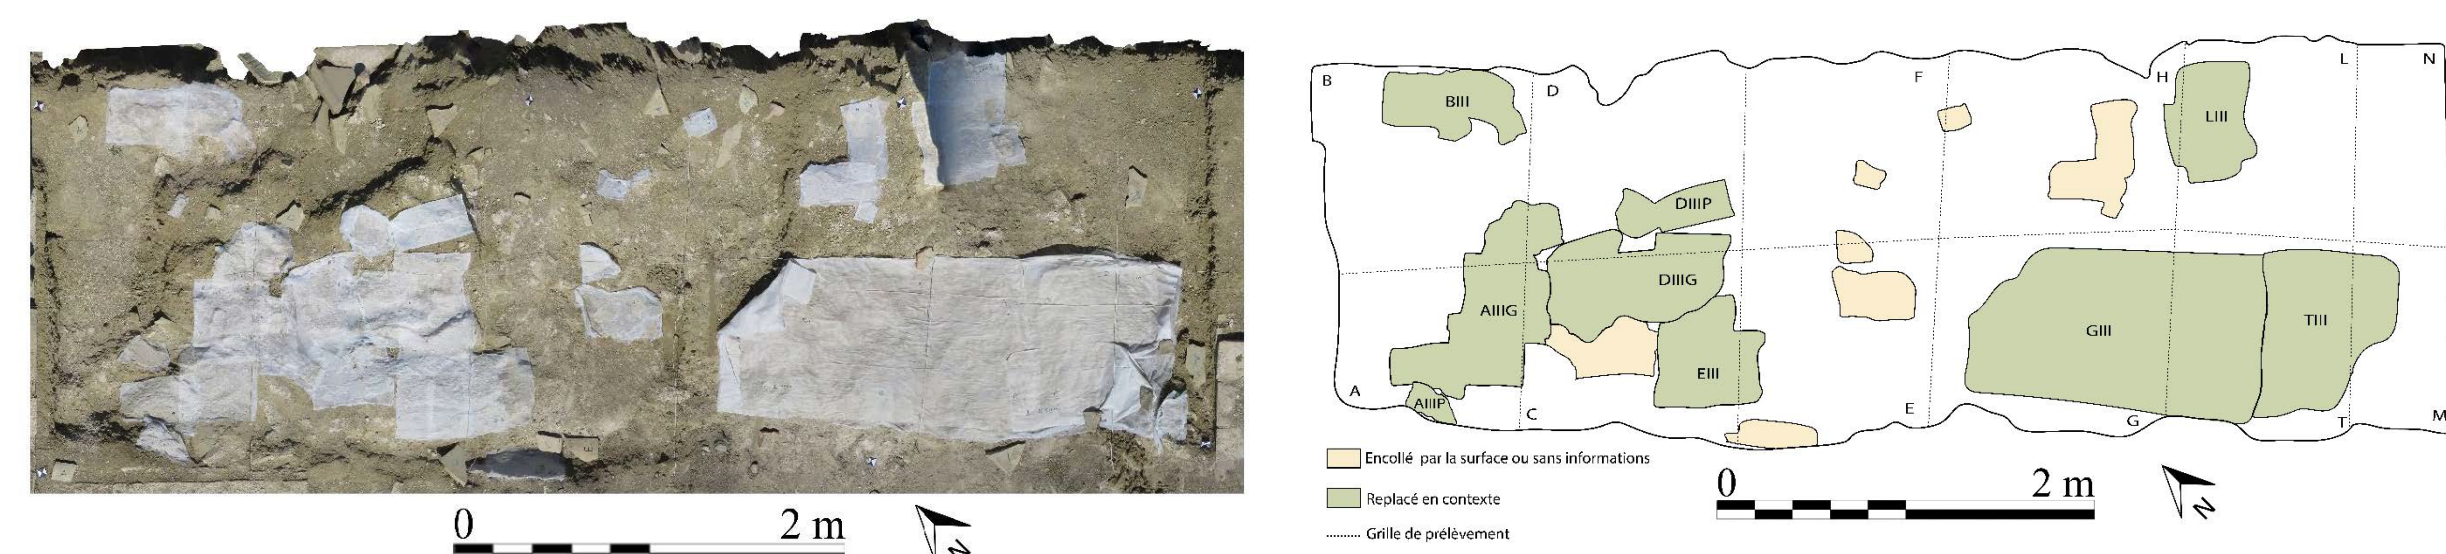 0 2 m
N
B D F H L N
BIII LIII
DIIIP
DIIIG
AIIIG GIII TIII
EIII
A AIIIP C E G T M
Encollé par la surface ou sans informations
Replacé en contexte
Grille de prélèvement
0 2 m
N